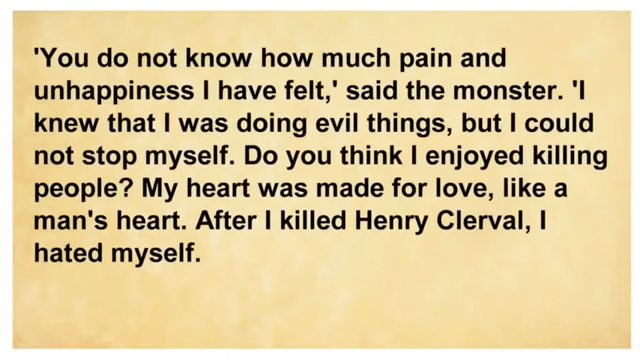 'You do not know how much pain and
unhappiness I have felt,' said the monster. 'I
knew that I was doing evil things, but I could
not stop myself. Do you think I enjoyed killing
people? My heart was made for love, like a
man's heart. After I killed Henry Clerval, I
hated myself.